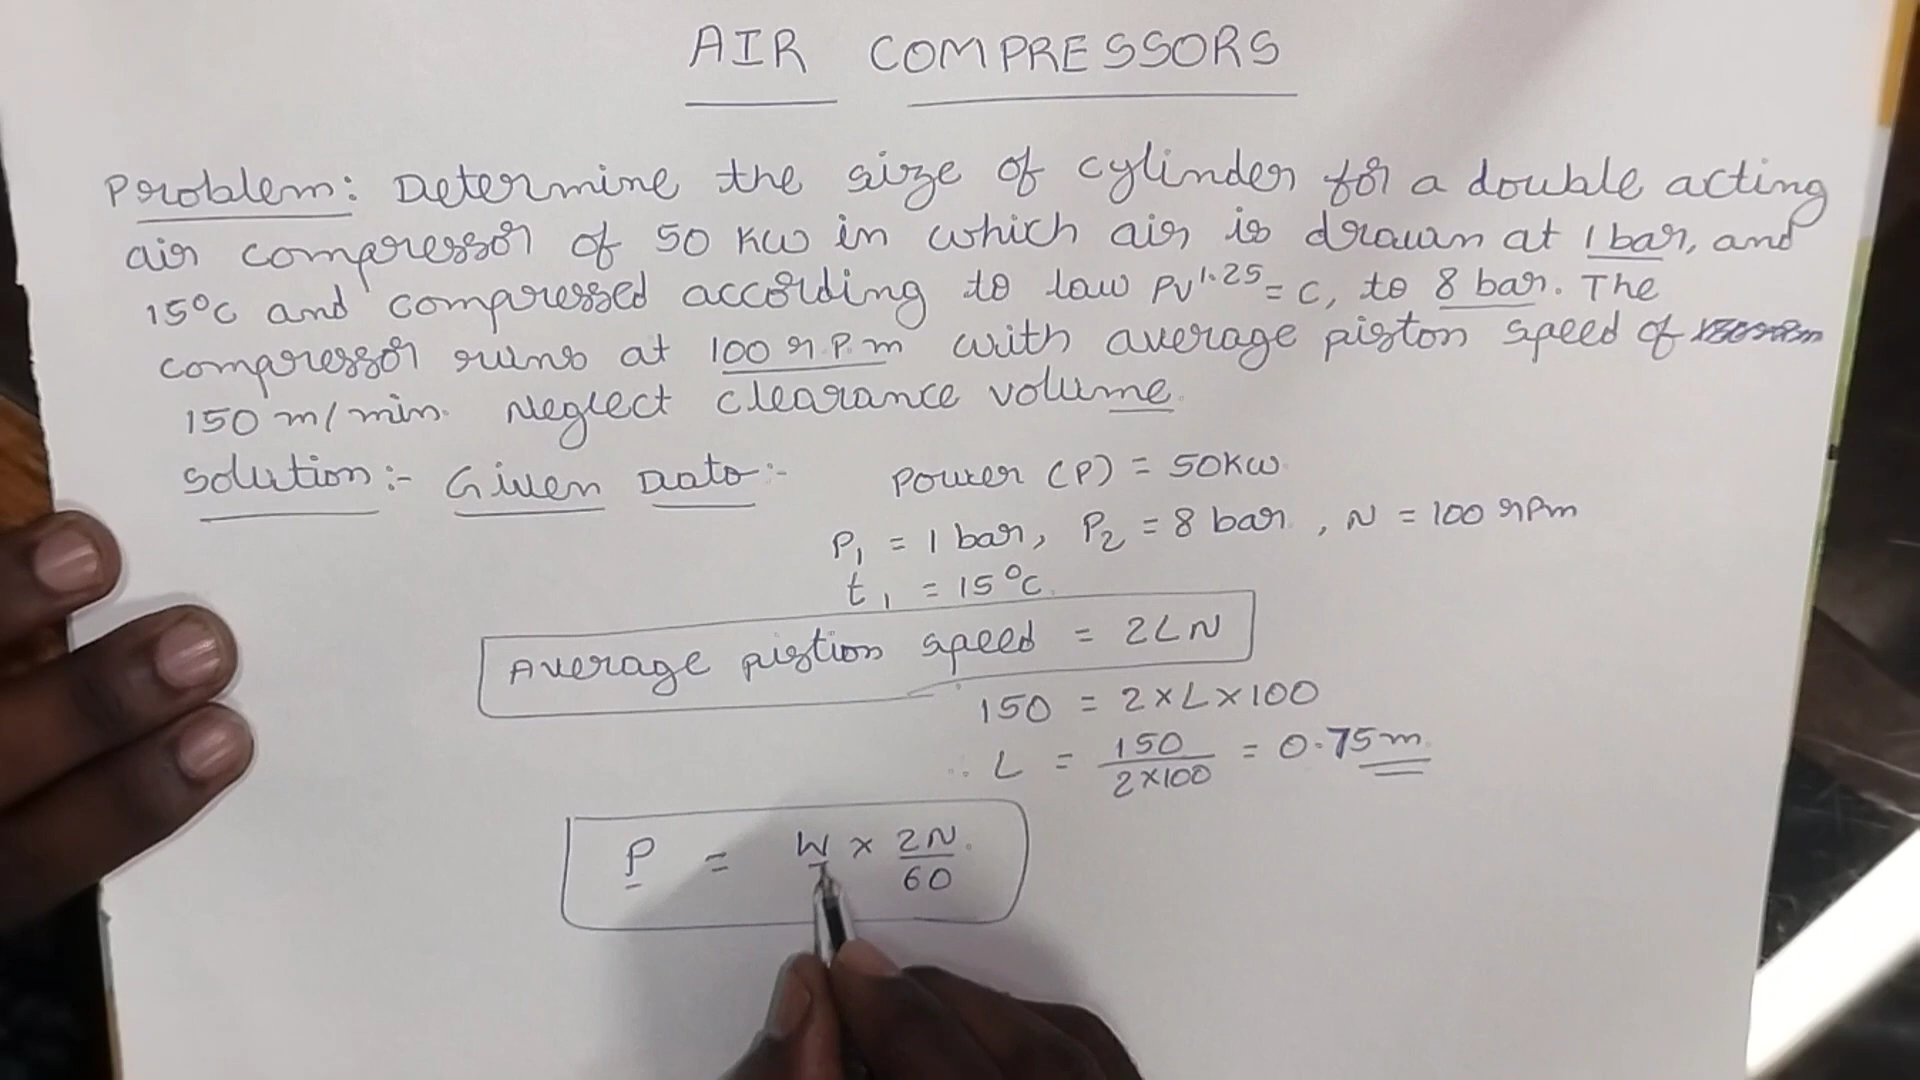 AIR COMPRESSORS
Problem: Determine the size of cylinder for a double acting
air compressor of 50 KW in which air is drawn at 1 bar, and
15°C and compressed according to law PV^1.25 = C, to 8 bar. The
compressor runs at 100 r.p.m with average piston speed of
150 m/min. Neglect clearance volume.
Solution:- Given Data:- Power (P) = 50KW
P₁ = 1 bar, P₂ = 8 bar, N = 100 rpm
t₁ = 15°C.
Average pistion speed = 2LN
150 = 2×L×100
∴ L = 150/2×100 = 0.75m
P = W × 2N/60